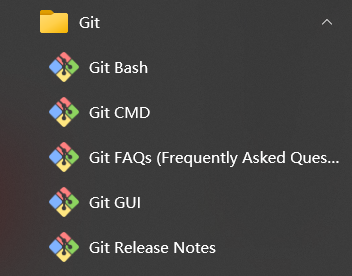 Git
Git Bash
Git CMD
Git FAQs (Frequently Asked Ques...
Git GUI
Git Release Notes